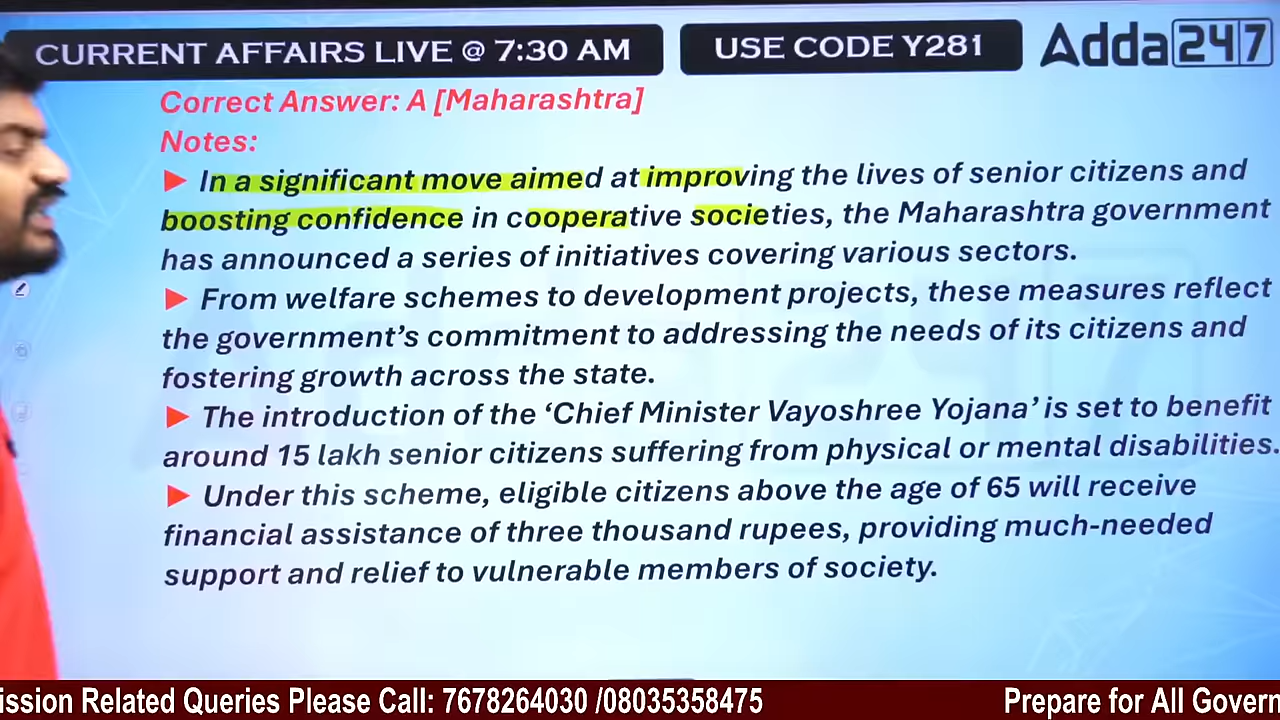 CURRENT AFFAIRS LIVE @ 7:30 AM
USE CODE Y281
Adda247
Correct Answer: A [Maharashtra]
Notes:
► In a significant move aimed at improving the lives of senior citizens and
boosting confidence in cooperative societies, the Maharashtra government
has announced a series of initiatives covering various sectors.
► From welfare schemes to development projects, these measures reflect
the government’s commitment to addressing the needs of its citizens and
fostering growth across the state.
► The introduction of the ‘Chief Minister Vayoshree Yojana’ is set to benefit
around 15 lakh senior citizens suffering from physical or mental disabilities.
► Under this scheme, eligible citizens above the age of 65 will receive
financial assistance of three thousand rupees, providing much-needed
support and relief to vulnerable members of society.
ission Related Queries Please Call: 7678264030 /08035358475 Prepare for All Govern